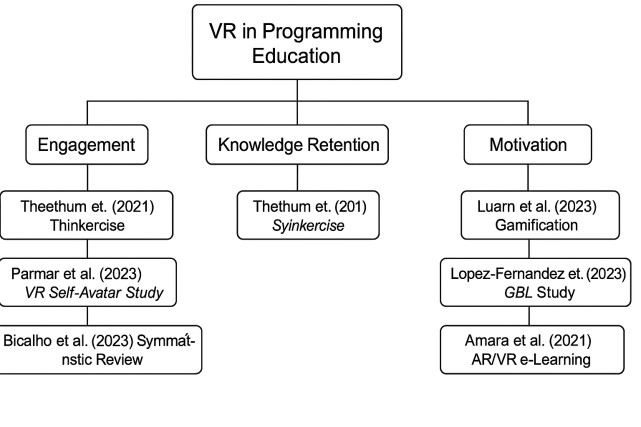 VR in Programming
Education
Engagement
Knowledge Retention
Motivation
Theethum et. (2021)
Thinkercise
Parmar et al. (2023)
VR Self-Avatar Study
Bicalho et al. (2023) Symmat-
nstic Review
Thethum et. (201)
Syinkercise
Luarn et al. (2023)
Gamification
Lopez-Fernandez et. (2023)
GBL Study
Amara et al. (2021)
AR/VR e-Learning